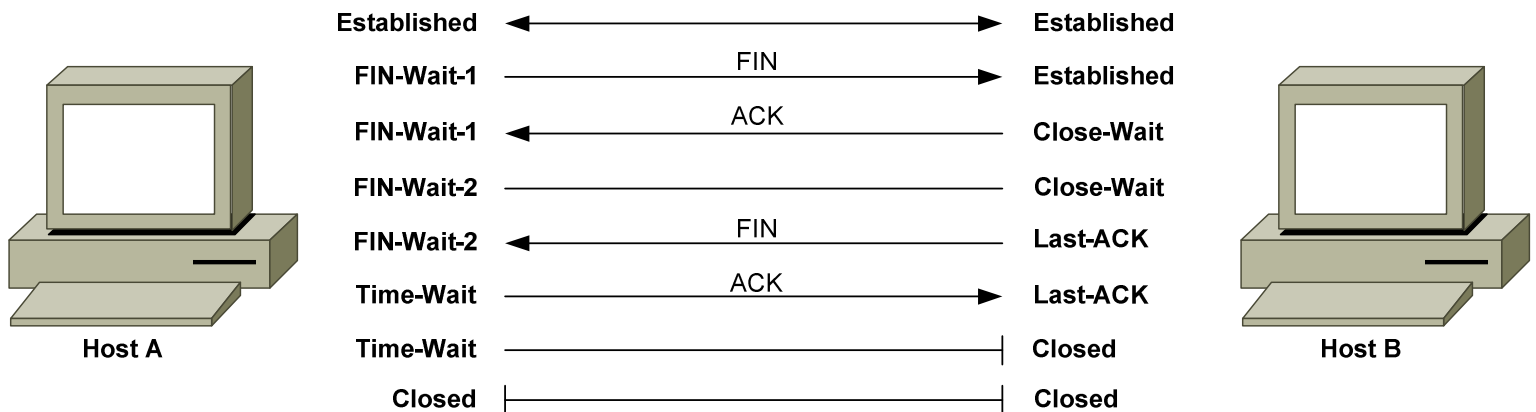 Established Established
FIN
FIN-Wait-1 Established
ACK
FIN-Wait-1 Close-Wait
FIN-Wait-2 Close-Wait
FIN
FIN-Wait-2 Last-ACK
ACK
Time-Wait Last-ACK
Host A Time-Wait Closed Host B
Closed Closed